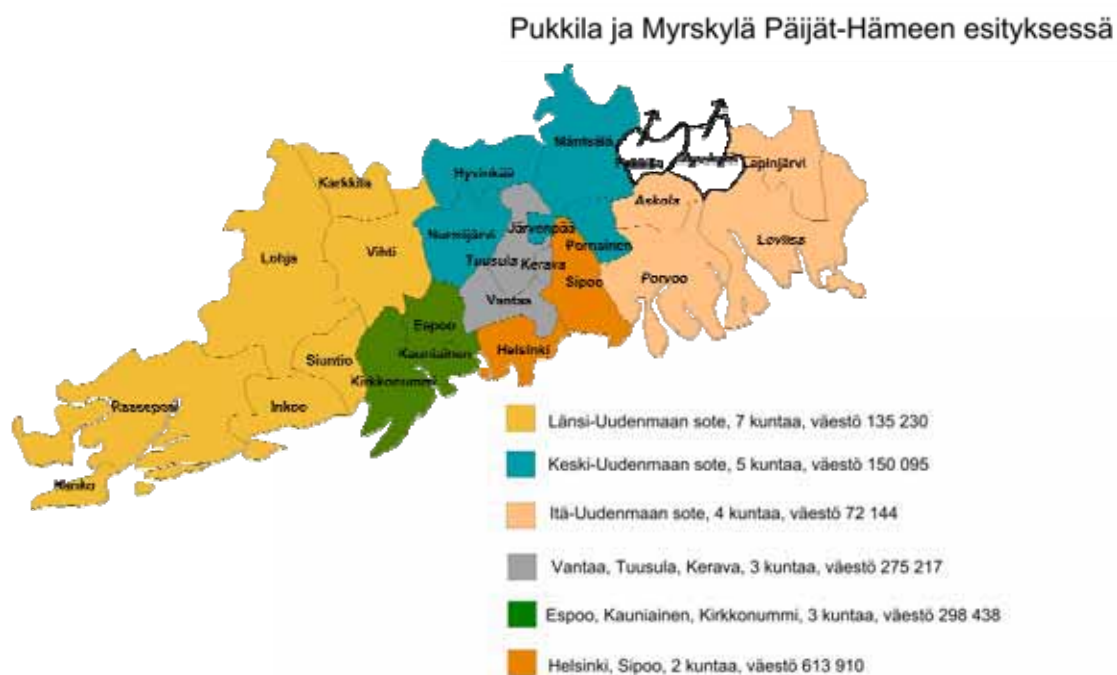 Pukkila ja Myrskylä Päijät-Hämeen esityksessä
Mäntsälä
Lapinjärvi
Karkkila
Hyvinkää
Askola
Järvenpää
Nurmijärvi
Pornainen
Loviisa
Vihti
Lohja
Tuusula
Kerava
Sipoo
Porvoo
Vantaa
Espoo
Helsinki
Kauniainen
Siuntio
Kirkkonummi
Raasepori
Inkoo
Hanko
Länsi-Uudenmaan sote, 7 kuntaa, väestö 135 230
Keski-Uudenmaan sote, 5 kuntaa, väestö 150 095
Itä-Uudenmaan sote, 4 kuntaa, väestö 72 144
Vantaa, Tuusula, Kerava, 3 kuntaa, väestö 275 217
Espoo, Kauniainen, Kirkkonummi, 3 kuntaa, väestö 298 438
Helsinki, Sipoo, 2 kuntaa, väestö 613 910